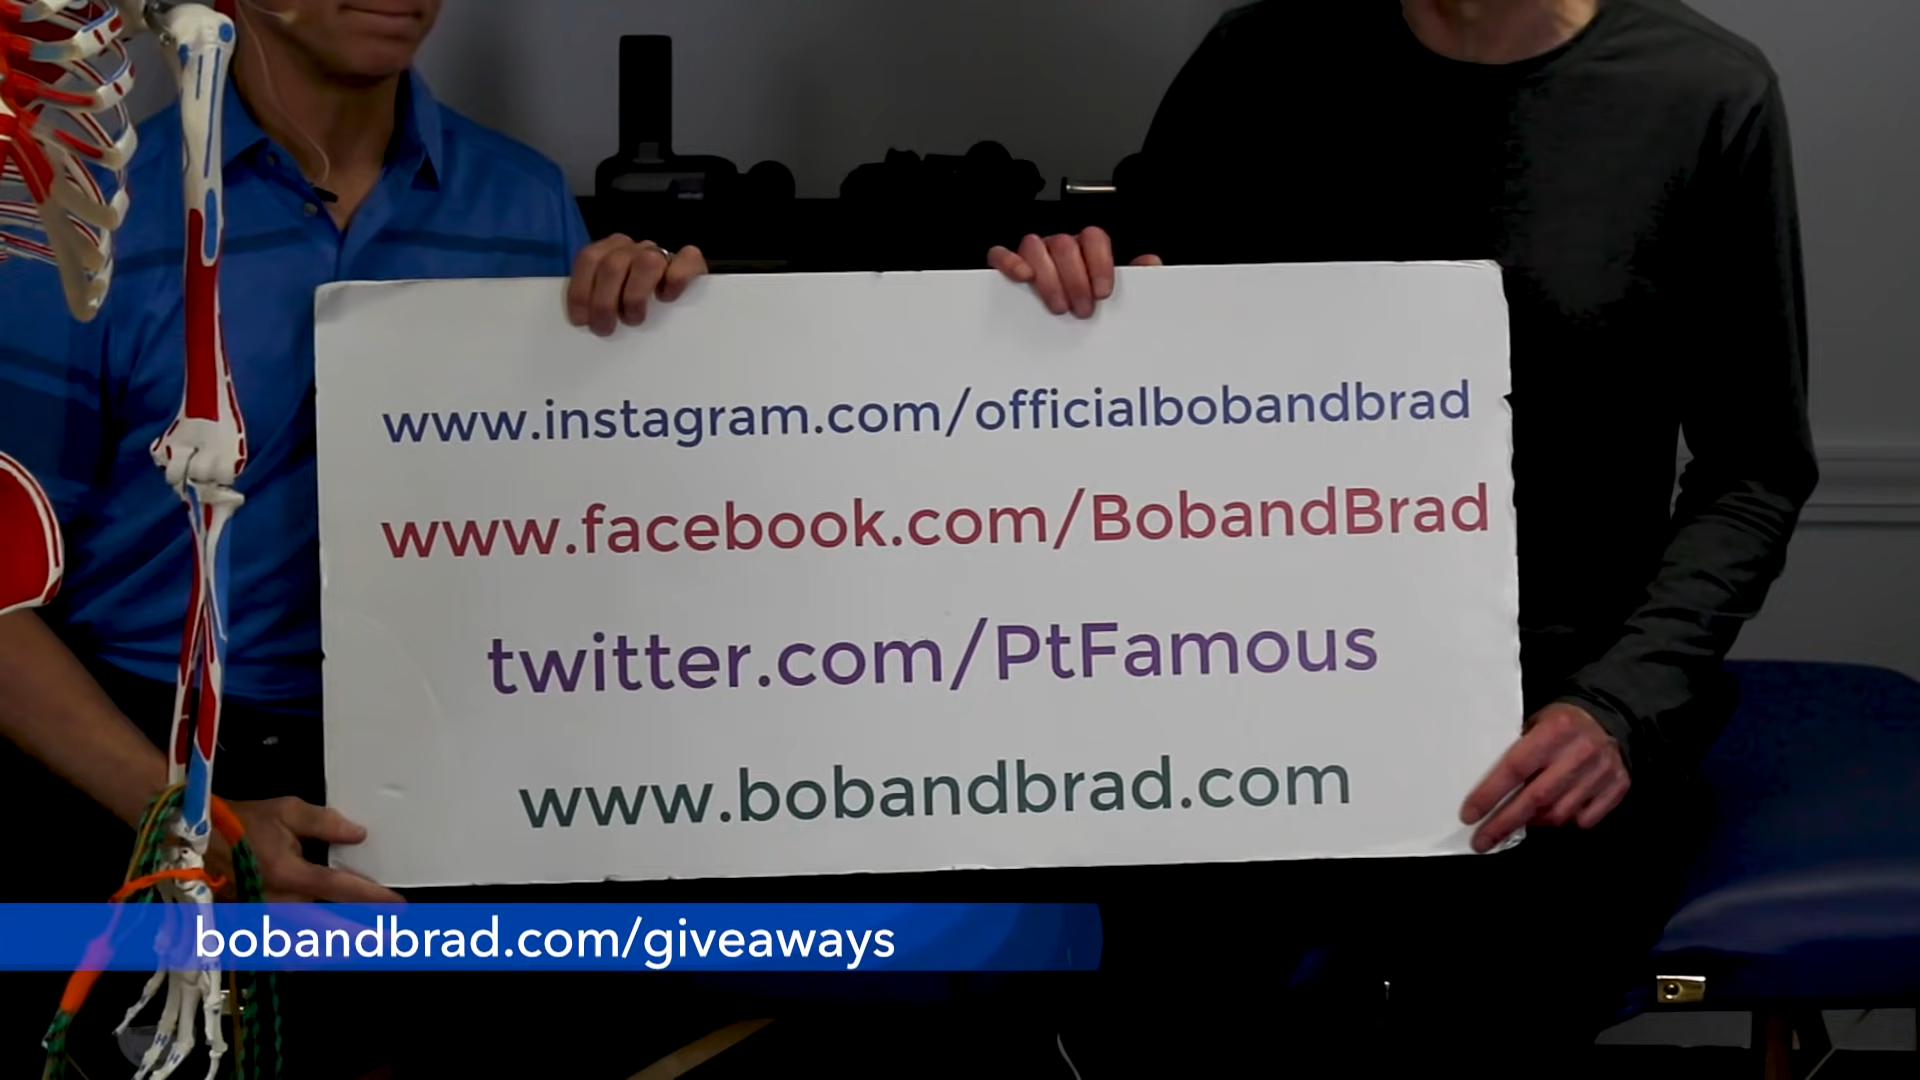 www.instagram.com/officialbobandbrad
www.facebook.com/BobandBrad
twitter.com/PtFamous
www.bobandbrad.com
bobandbrad.com/giveaways